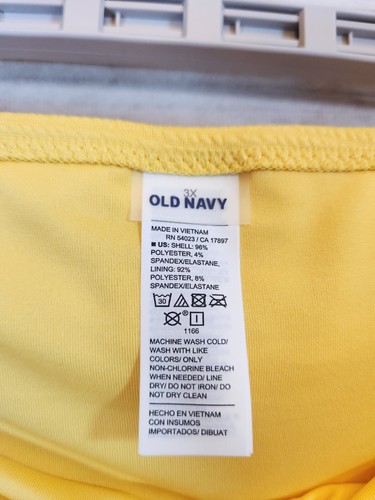 3X
OLD NAVY
MADE IN VIETNAM
RN 54023 / CA 17897
■ US: SHELL: 96%
POLYESTER, 4%
SPANDEX/ELASTANE,
LINING: 92%
POLYESTER, 8%
SPANDEX/ELASTANE
30
1166
MACHINE WASH COLD/
WASH WITH LIKE
COLORS/ ONLY
NON-CHLORINE BLEACH
WHEN NEEDED/ LINE
DRY/ DO NOT IRON/ DO
NOT DRY CLEAN
HECHO EN VIETNAM
CON INSUMOS
IMPORTADOS/ DIBUAT